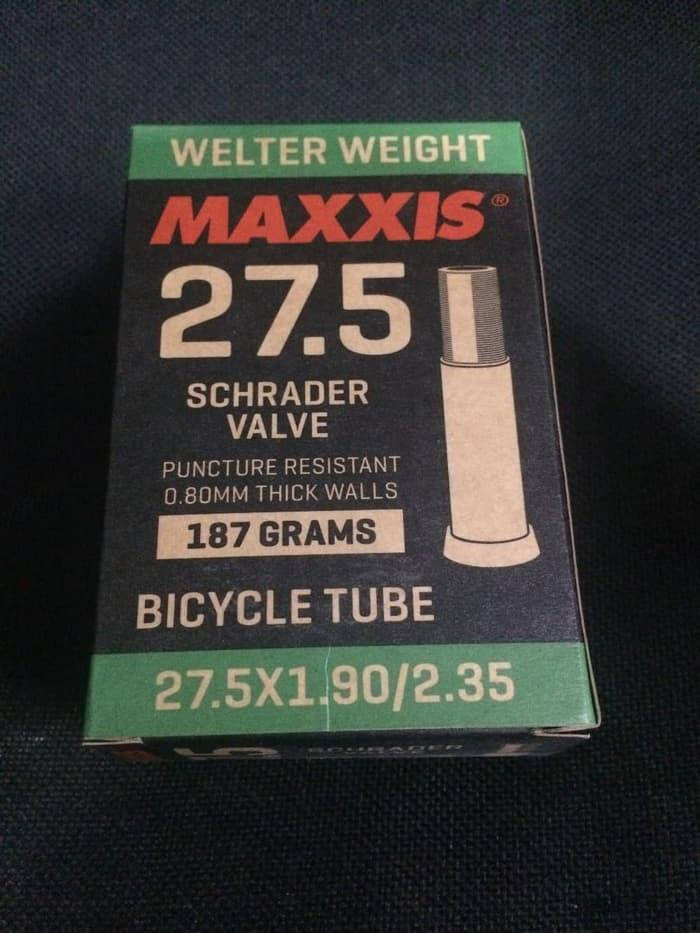 WELTER WEIGHT
MAXXIS®
27.5
SCHRADER
VALVE
PUNCTURE RESISTANT
0.80MM THICK WALLS
187 GRAMS
BICYCLE TUBE
27.5X1.90/2.35
SCHRADER